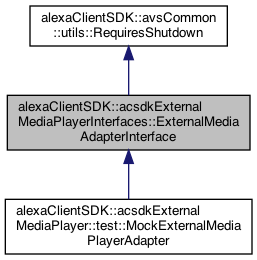 alexaClientSDK::avsCommon
::utils::RequiresShutdown
alexaClientSDK::acsdkExternal
MediaPlayerInterfaces::ExternalMedia
AdapterInterface
alexaClientSDK::acsdkExternal
MediaPlayer::test::MockExternalMedia
PlayerAdapter